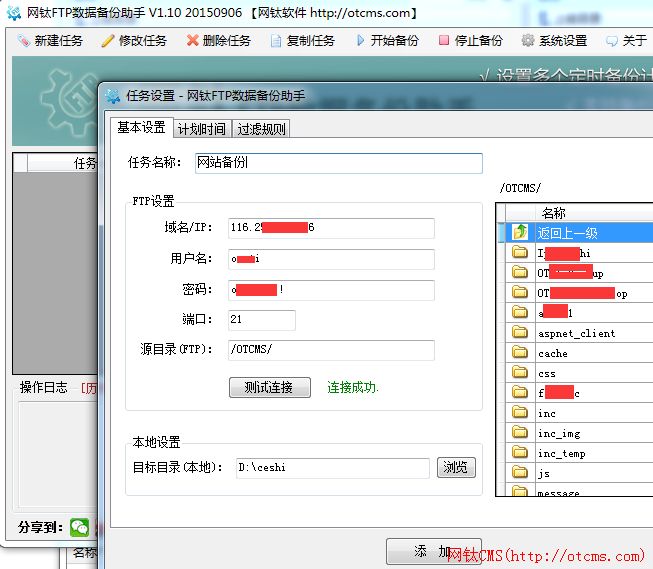 网钛FTP数据备份助手 V1.10 20150906 【网钛软件 http://otcms.com】
新建任务 修改任务 删除任务 复制任务 开始备份 停止备份 系统设置 关于
√ 设置多个定时备份计
任务设置 - 网钛FTP数据备份助手
基本设置 计划时间 过滤规则
任务
任务名称： 网站备份
/OTCMS/
FTP设置
名称
域名/IP： 116.2 6
返回上一级
用户名： o i
hi
OT up
密码： o !
OT op
a 1
端口： 21
aspnet_client
源目录(FTP)： /OTCMS/
cache
css
测试连接 连接成功.
操作日志 [历
f c
inc
本地设置
inc_img
目标目录(本地)： D:\ceshi 浏览
inc_temp
js
message
分享到：
名称
添 加
网钛CMS(http://otcms.com)